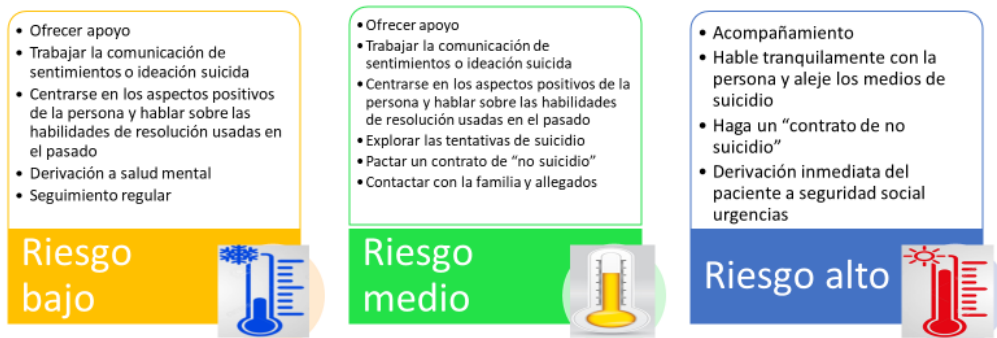 • Ofrecer apoyo
• Trabajar la comunicación de
sentimientos o ideación suicida
• Centrarse en los aspectos positivos
de la persona y hablar sobre las
habilidades de resolución usadas en
el pasado
• Derivación a salud mental
• Seguimiento regular
Riesgo
bajo
• Ofrecer apoyo
• Trabajar la comunicación de
sentimientos o ideación suicida
• Centrarse en los aspectos positivos de la
persona y hablar sobre las habilidades
de resolución usadas en el pasado
• Explorar las tentativas de suicidio
• Pactar un contrato de “no suicidio”
• Contactar con la familia y allegados
Riesgo
medio
• Acompañamiento
• Hable tranquilamente con la
persona y aleje los medios de
suicidio
• Haga un “contrato de no
suicidio”
• Derivación inmediata del
paciente a seguridad social
urgencias
Riesgo alto